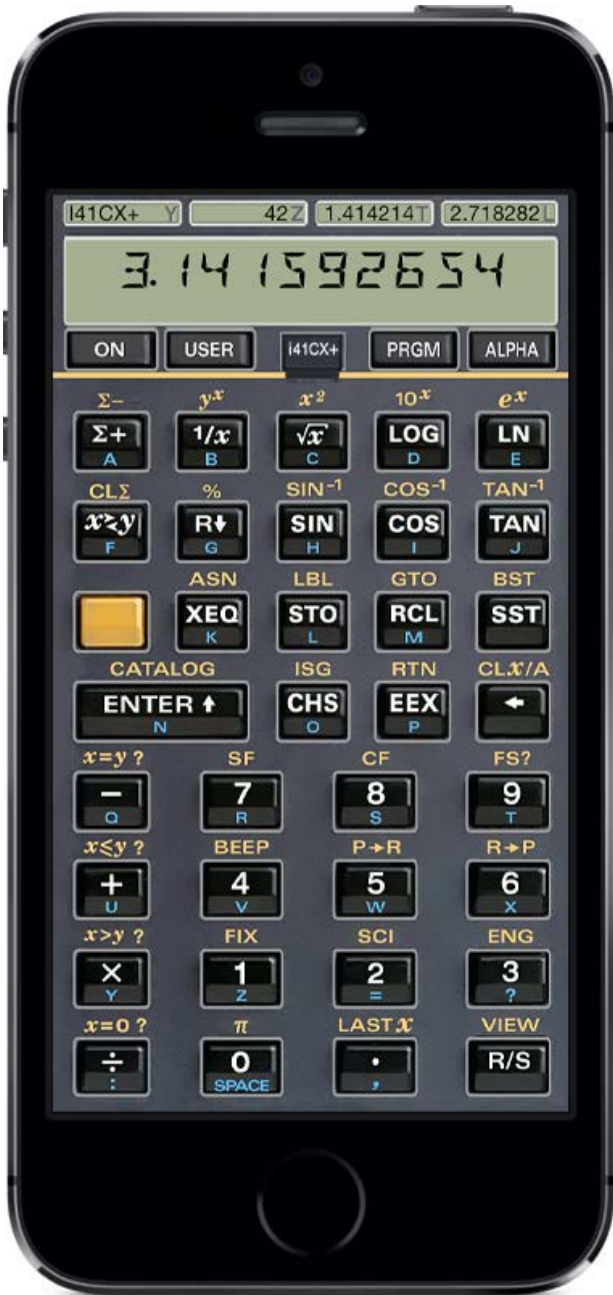 I41CX+ Y 42 Z 1.414214 T 2.718282 L
3.141592654
ON USER i41CX+ PRGM ALPHA
Σ− yˣ x² 10ˣ eˣ
Σ+ 1/x √x LOG LN
A B C D E
CLΣ % SIN⁻¹ COS⁻¹ TAN⁻¹
x≷y R↓ SIN COS TAN
F G H I J
ASN LBL GTO BST
XEQ STO RCL SST
K L M
CATALOG ISG RTN CLx/A
ENTER ↑ CHS EEX ←
N O P
x=y ? SF CF FS?
− 7 8 9
Q R S T
x≤y ? BEEP P→R R→P
+ 4 5 6
U V W X
x>y ? FIX SCI ENG
× 1 2 3
Y Z = ?
x=0 ? π LAST x VIEW
÷ 0 . R/S
: SPACE ,